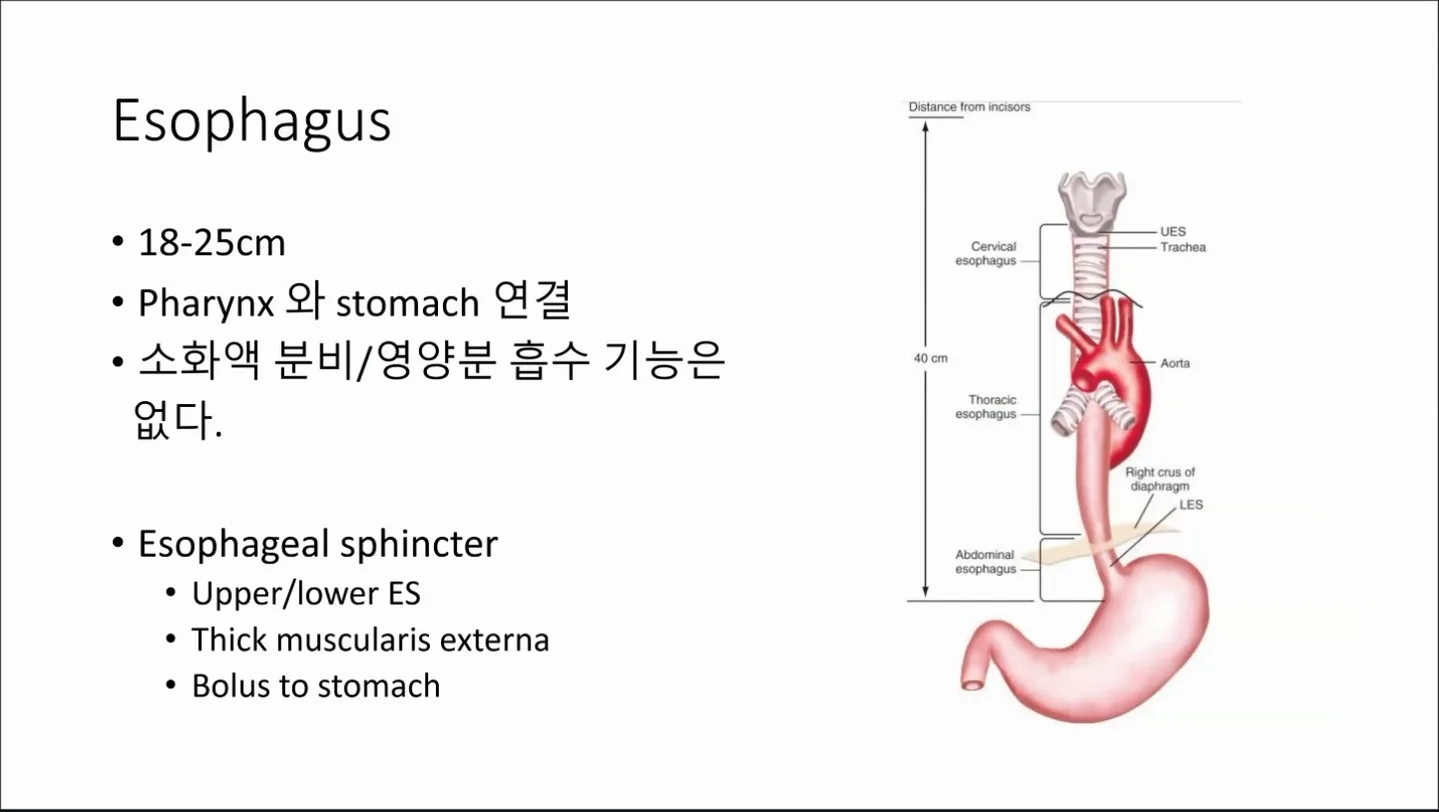 Esophagus
• 18-25cm
• Pharynx 와 stomach 연결
• 소화액 분비/영양분 흡수 기능은
없다.
• Esophageal sphincter
• Upper/lower ES
• Thick muscularis externa
• Bolus to stomach
Distance from incisors
UES
Trachea
Cervical
esophagus
40 cm
Aorta
Thoracic
esophagus
Right crus of
diaphragm
LES
Abdominal
esophagus